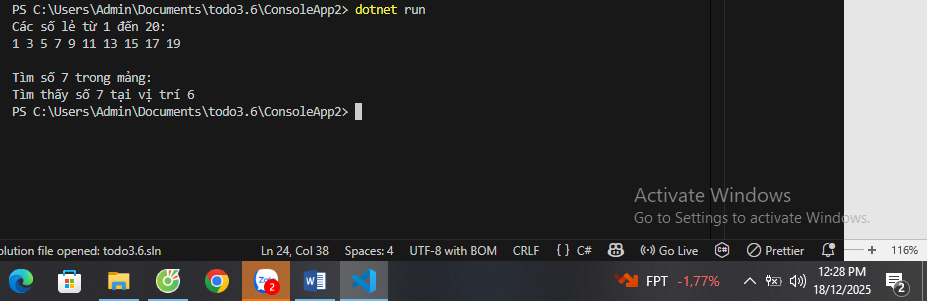 PS C:\Users\Admin\Documents\todo3.6\ConsoleApp2> dotnet run
Các số lẻ từ 1 đến 20:
1 3 5 7 9 11 13 15 17 19
Tìm số 7 trong mảng:
Tìm thấy số 7 tại vị trí 6
PS C:\Users\Admin\Documents\todo3.6\ConsoleApp2>
Activate Windows
Go to Settings to activate Windows.
olution file opened: todo3.6.sln Ln 24, Col 38 Spaces: 4 UTF-8 with BOM CRLF { } C# Go Live Prettier + 116%
Zalo 2 W FPT -1,77% 12:28 PM 2
18/12/2025